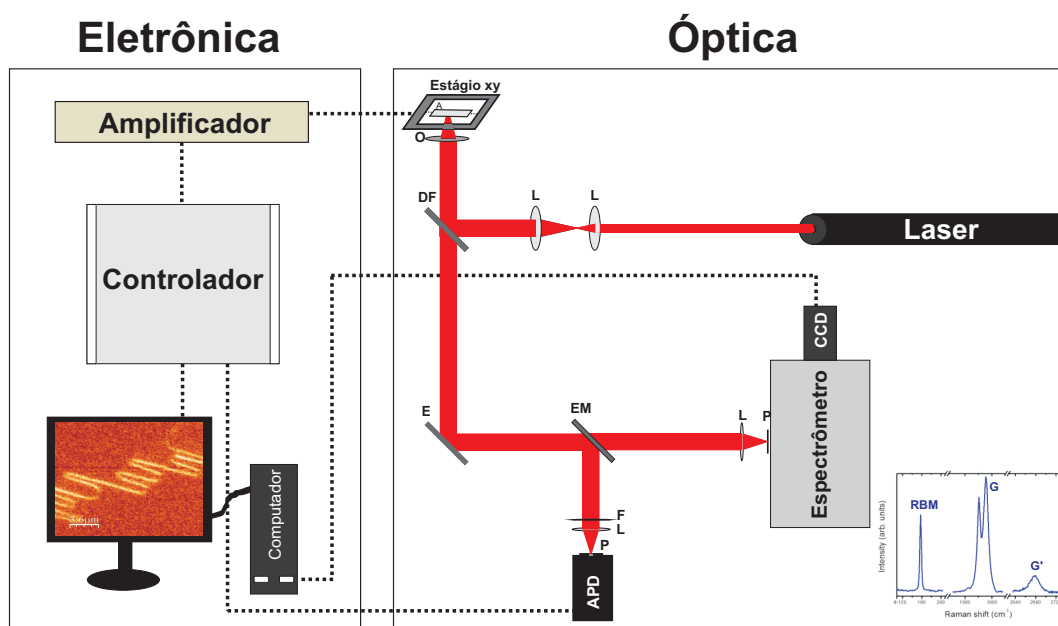 Eletrônica
Óptica
Estágio xy
A
Amplificador
O
DF
L
L
Laser
Controlador
CCD
Espectrômetro
E
EM
L
P
Computador
F
L
P
APD
Intensity (arb. units)
RBM
G
G'
Raman shift (cm⁻¹)